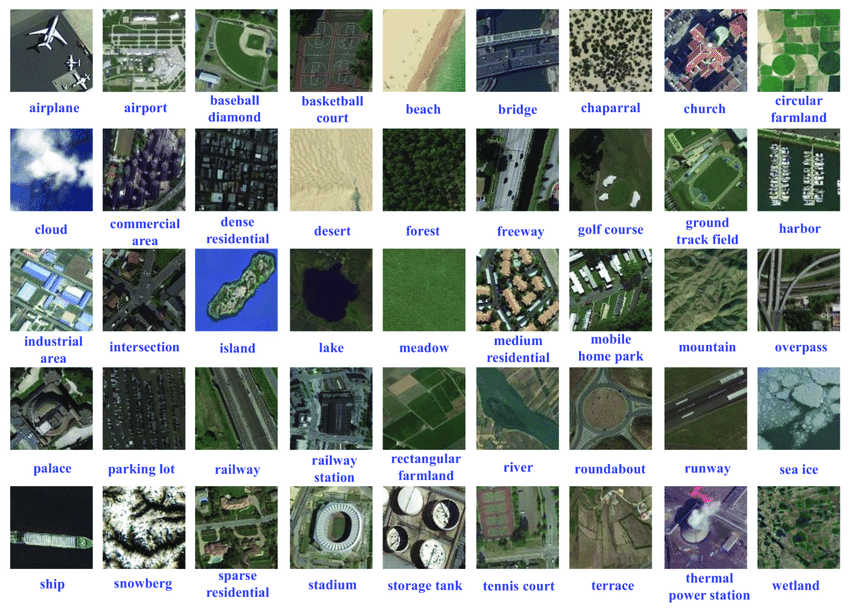 airplane
airport
baseball
diamond
basketball
court
beach
bridge
chaparral
church
circular
farmland
cloud
commercial
area
dense
residential
desert
forest
freeway
golf course
ground
track field
harbor
industrial
area
intersection
island
lake
meadow
medium
residential
mobile
home park
mountain
overpass
palace
parking lot
railway
railway
station
rectangular
farmland
river
roundabout
runway
sea ice
ship
snowberg
sparse
residential
stadium
storage tank
tennis court
terrace
thermal
power station
wetland